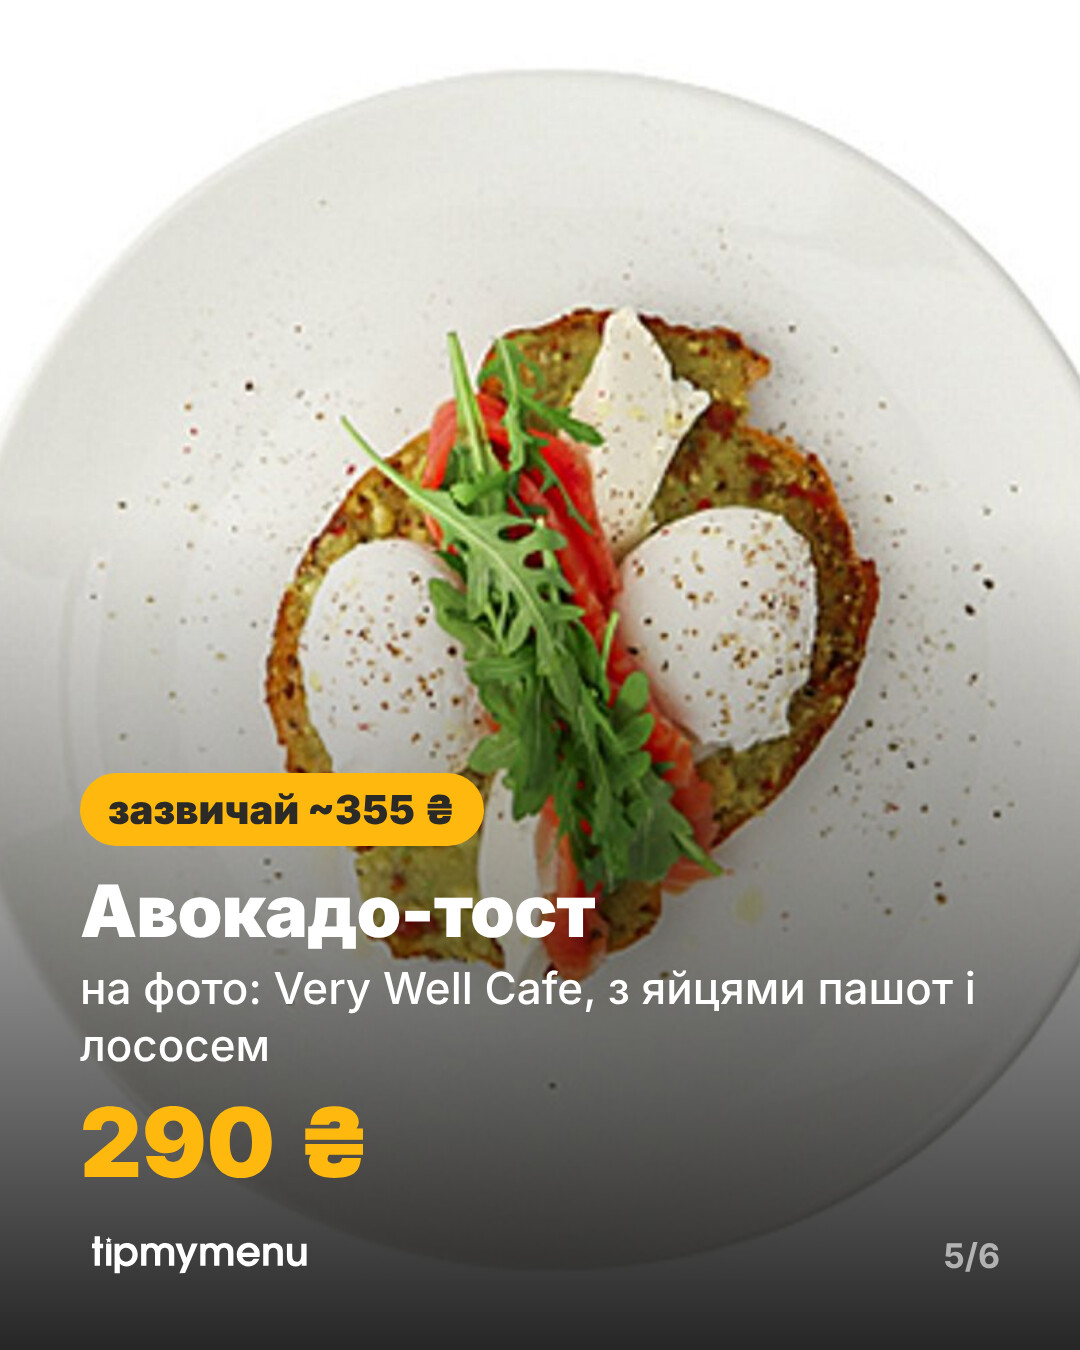 зазвичай ~355 ₴
Авокадо-тост
на фото: Very Well Cafe, з яйцями пашот і
лососем
290 ₴
tipmymenu
5/6